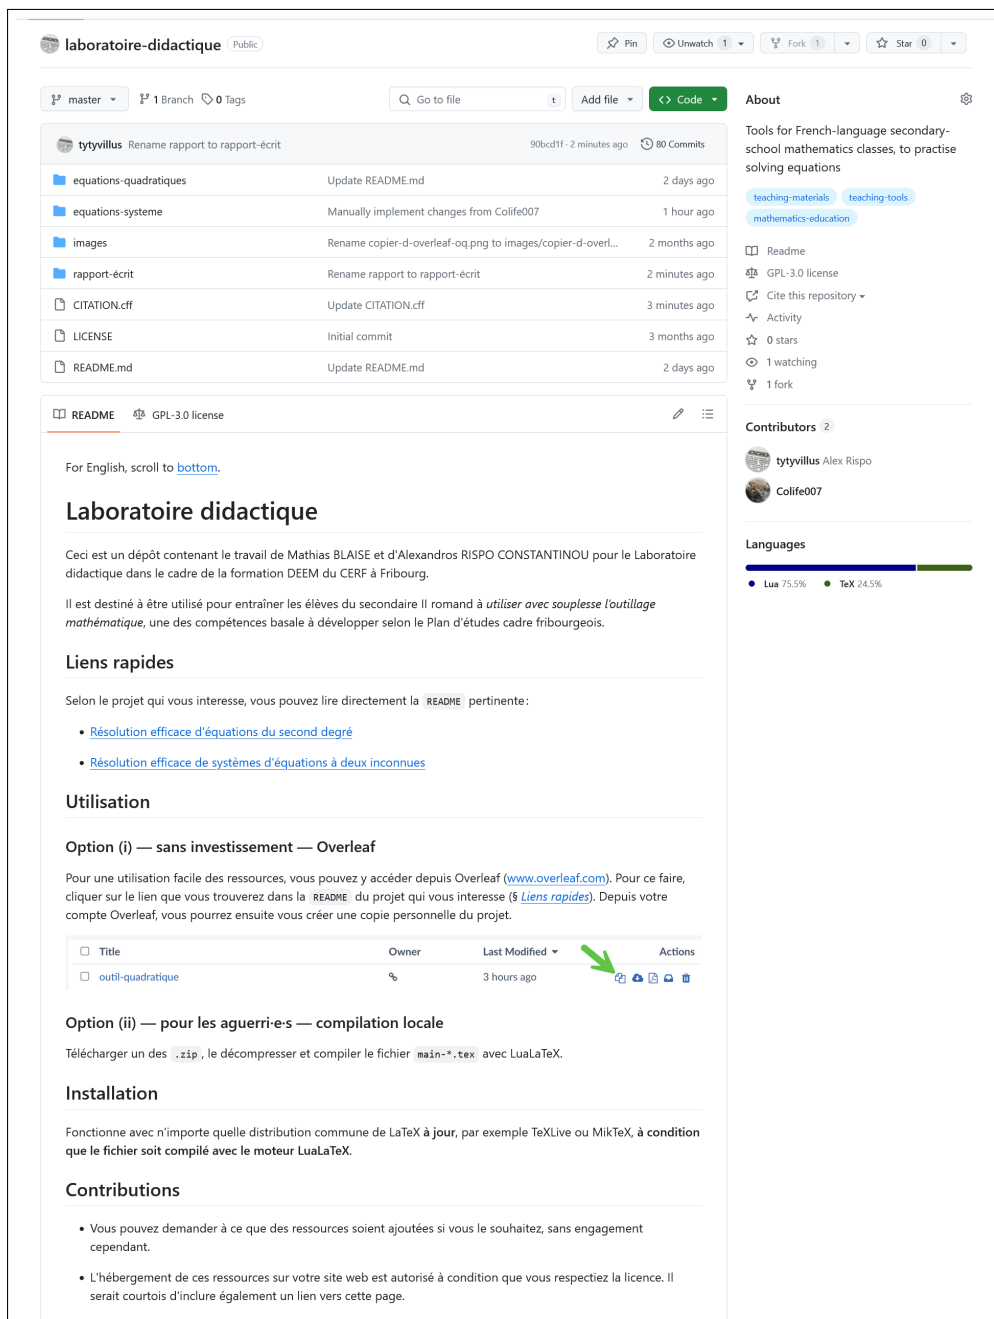 laboratoire-didactique Public
Pin
Unwatch 1
Fork 1
Star 0
master
1 Branch
0 Tags
Go to file
t
Add file
Code
tytyvillus Rename rapport to rapport-écrit
90bcd1f · 2 minutes ago
80 Commits
equations-quadratiques Update README.md 2 days ago
equations-systeme Manually implement changes from Colife007 1 hour ago
images Rename copier-d-overleaf-oq.png to images/copier-d-overl... 2 months ago
rapport-écrit Rename rapport to rapport-écrit 2 minutes ago
CITATION.cff Update CITATION.cff 3 minutes ago
LICENSE Initial commit 3 months ago
README.md Update README.md 2 days ago
README
GPL-3.0 license
For English, scroll to bottom.
Laboratoire didactique
Ceci est un dépôt contenant le travail de Mathias BLAISE et d'Alexandros RISPO CONSTANTINOU pour le Laboratoire
didactique dans le cadre de la formation DEEM du CERF à Fribourg.
Il est destiné à être utilisé pour entraîner les élèves du secondaire II romand à utiliser avec souplesse l'outillage
mathématique, une des compétences basale à développer selon le Plan d'études cadre fribourgeois.
Liens rapides
Selon le projet qui vous interesse, vous pouvez lire directement la README pertinente :
• Résolution efficace d'équations du second degré
• Résolution efficace de systèmes d'équations à deux inconnues
Utilisation
Option (i) — sans investissement — Overleaf
Pour une utilisation facile des ressources, vous pouvez y accéder depuis Overleaf (www.overleaf.com). Pour ce faire,
cliquer sur le lien que vous trouverez dans la README du projet qui vous interesse (§ Liens rapides). Depuis votre
compte Overleaf, vous pourrez ensuite vous créer une copie personnelle du projet.
Title Owner Last Modified Actions
outil-quadratique 3 hours ago
Option (ii) — pour les aguerri·e·s — compilation locale
Télécharger un des .zip, le décompresser et compiler le fichier main-*.tex avec LuaLaTeX.
Installation
Fonctionne avec n'importe quelle distribution commune de LaTeX à jour, par exemple TeXLive ou MikTeX, à condition
que le fichier soit compilé avec le moteur LuaLaTeX.
Contributions
• Vous pouvez demander à ce que des ressources soient ajoutées si vous le souhaitez, sans engagement
cependant.
• L'hébergement de ces ressources sur votre site web est autorisé à condition que vous respectiez la licence. Il
serait courtois d'inclure également un lien vers cette page.
About
Tools for French-language secondary-
school mathematics classes, to practise
solving equations
teaching-materials teaching-tools
mathematics-education
Readme
GPL-3.0 license
Cite this repository
Activity
0 stars
1 watching
1 fork
Contributors 2
tytyvillus Alex Rispo
Colife007
Languages
Lua 75.5% TeX 24.5%